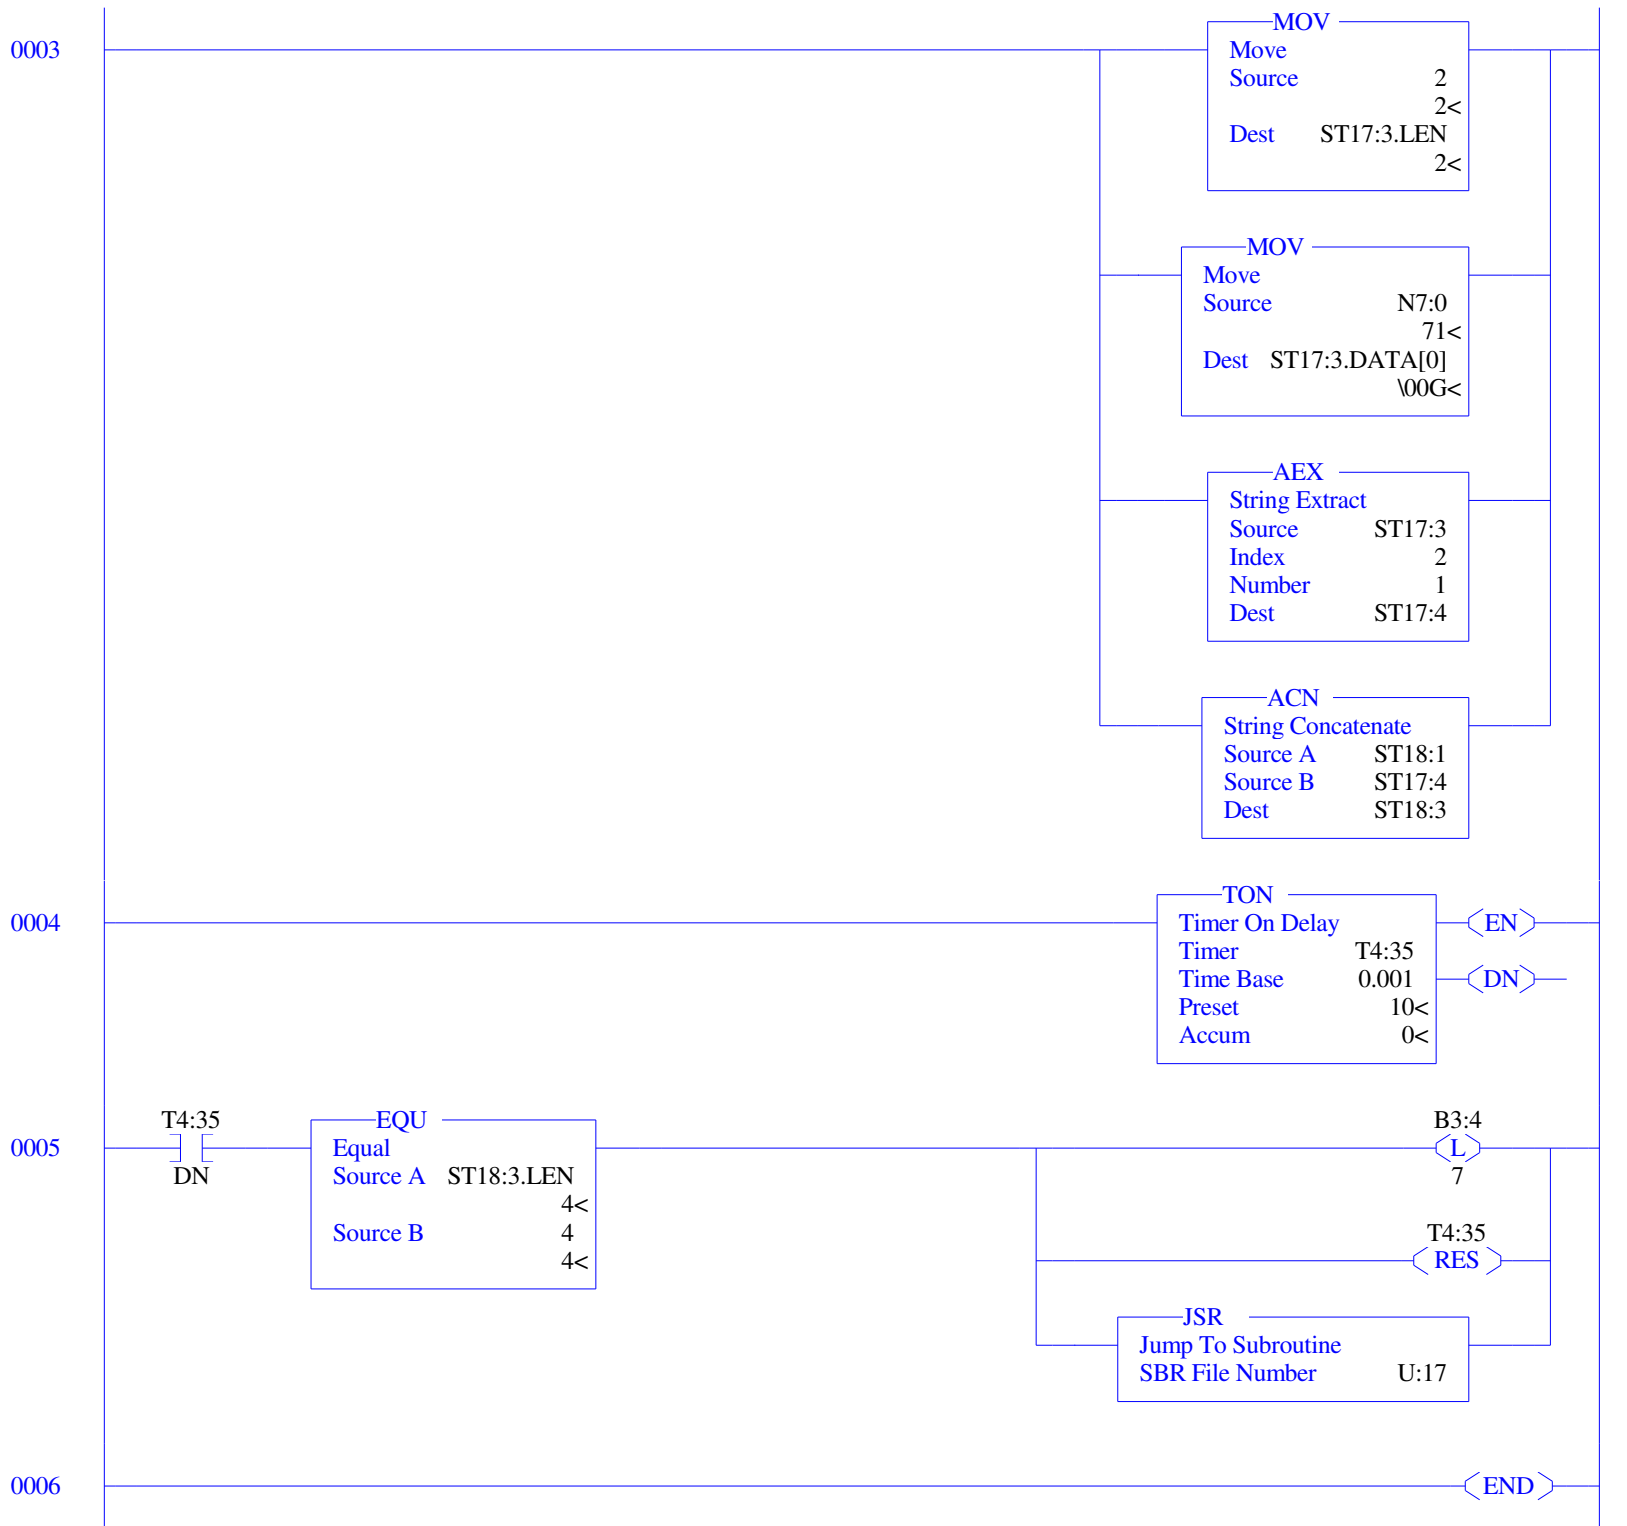 0003
MOV
Move
Source 2
2<
Dest ST17:3.LEN
2<
MOV
Move
Source N7:0
71<
Dest ST17:3.DATA[0]
\00G<
AEX
String Extract
Source ST17:3
Index 2
Number 1
Dest ST17:4
ACN
String Concatenate
Source A ST18:1
Source B ST17:4
Dest ST18:3
0004
TON
Timer On Delay
Timer T4:35
Time Base 0.001
Preset 10<
Accum 0<
EN
DN
0005
T4:35
DN
EQU
Equal
Source A ST18:3.LEN
4<
Source B 4
4<
B3:4
L
7
T4:35
RES
JSR
Jump To Subroutine
SBR File Number U:17
0006
END